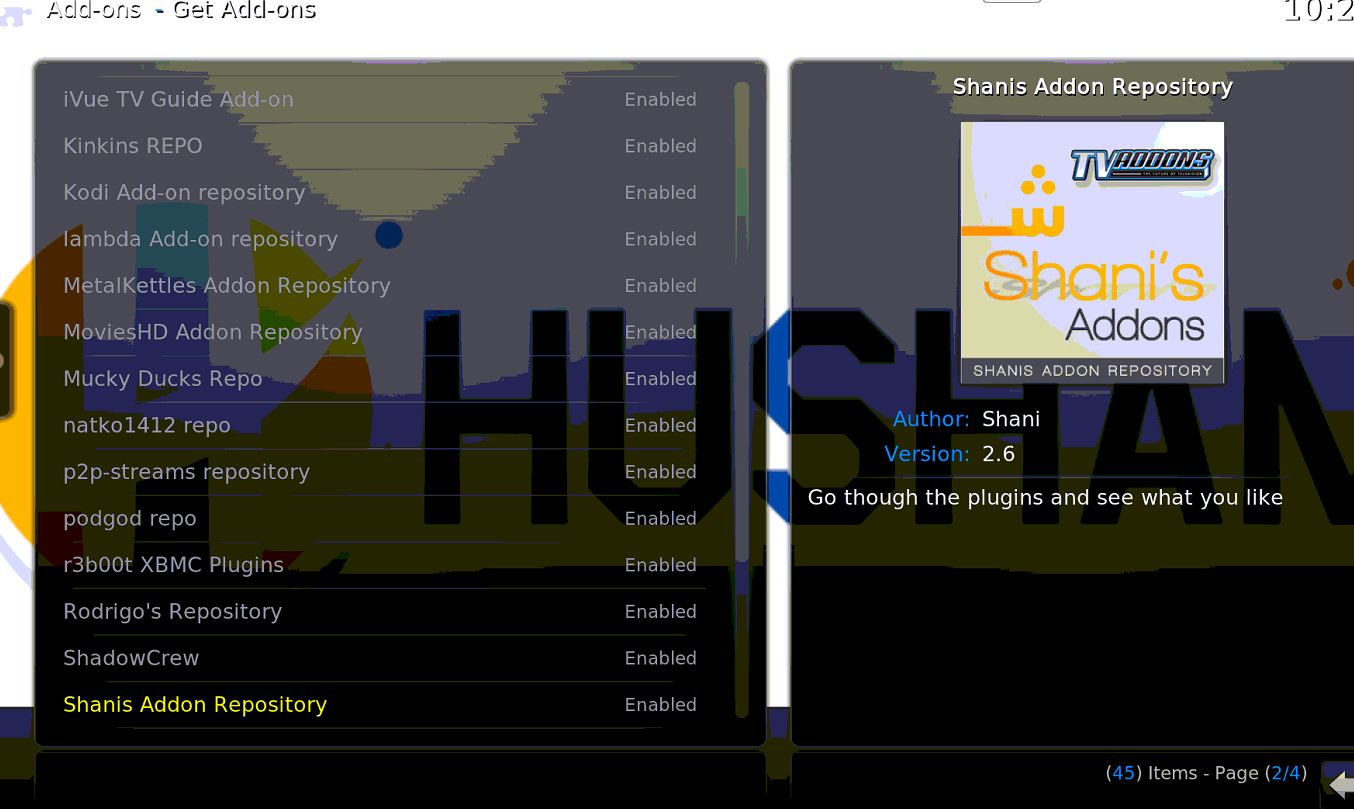 Add-ons - Get Add-ons
iVue TV Guide Add-on Enabled
Kinkins REPO Enabled
Kodi Add-on repository Enabled
lambda Add-on repository Enabled
MetalKettles Addon Repository Enabled
MoviesHD Addon Repository Enabled
Mucky Ducks Repo Enabled
natko1412 repo Enabled
p2p-streams repository Enabled
podgod repo Enabled
r3b00t XBMC Plugins Enabled
Rodrigo's Repository Enabled
ShadowCrew Enabled
Shanis Addon Repository Enabled
HUSHAN
10:2
Shanis Addon Repository
TVADDONS
THE FUTURE OF TELEVISION
ش
Shani's
Addons
SHANIS ADDON REPOSITORY
Author: Shani
Version: 2.6
Go though the plugins and see what you like
(45) Items - Page (2/4)